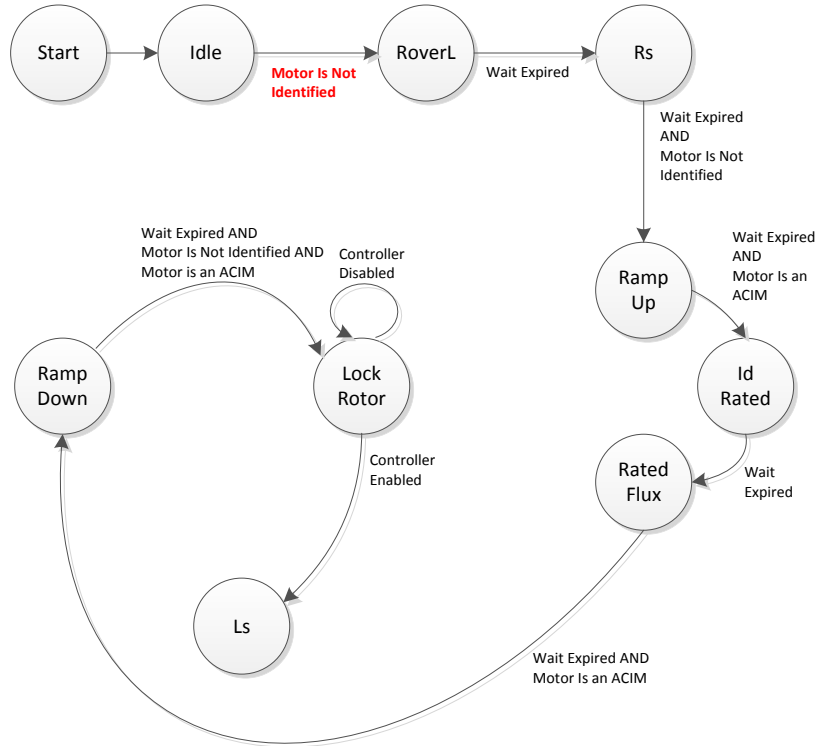 Start
Idle
Motor Is Not
Identified
RoverL
Wait Expired
Rs
Wait Expired
AND
Motor Is Not
Identified
Ramp
Up
Wait Expired
AND
Motor Is an
ACIM
Id
Rated
Wait
Expired
Rated
Flux
Wait Expired AND
Motor Is an ACIM
Ramp
Down
Wait Expired AND
Motor Is Not Identified AND
Motor is an ACIM
Controller
Disabled
Lock
Rotor
Controller
Enabled
Ls